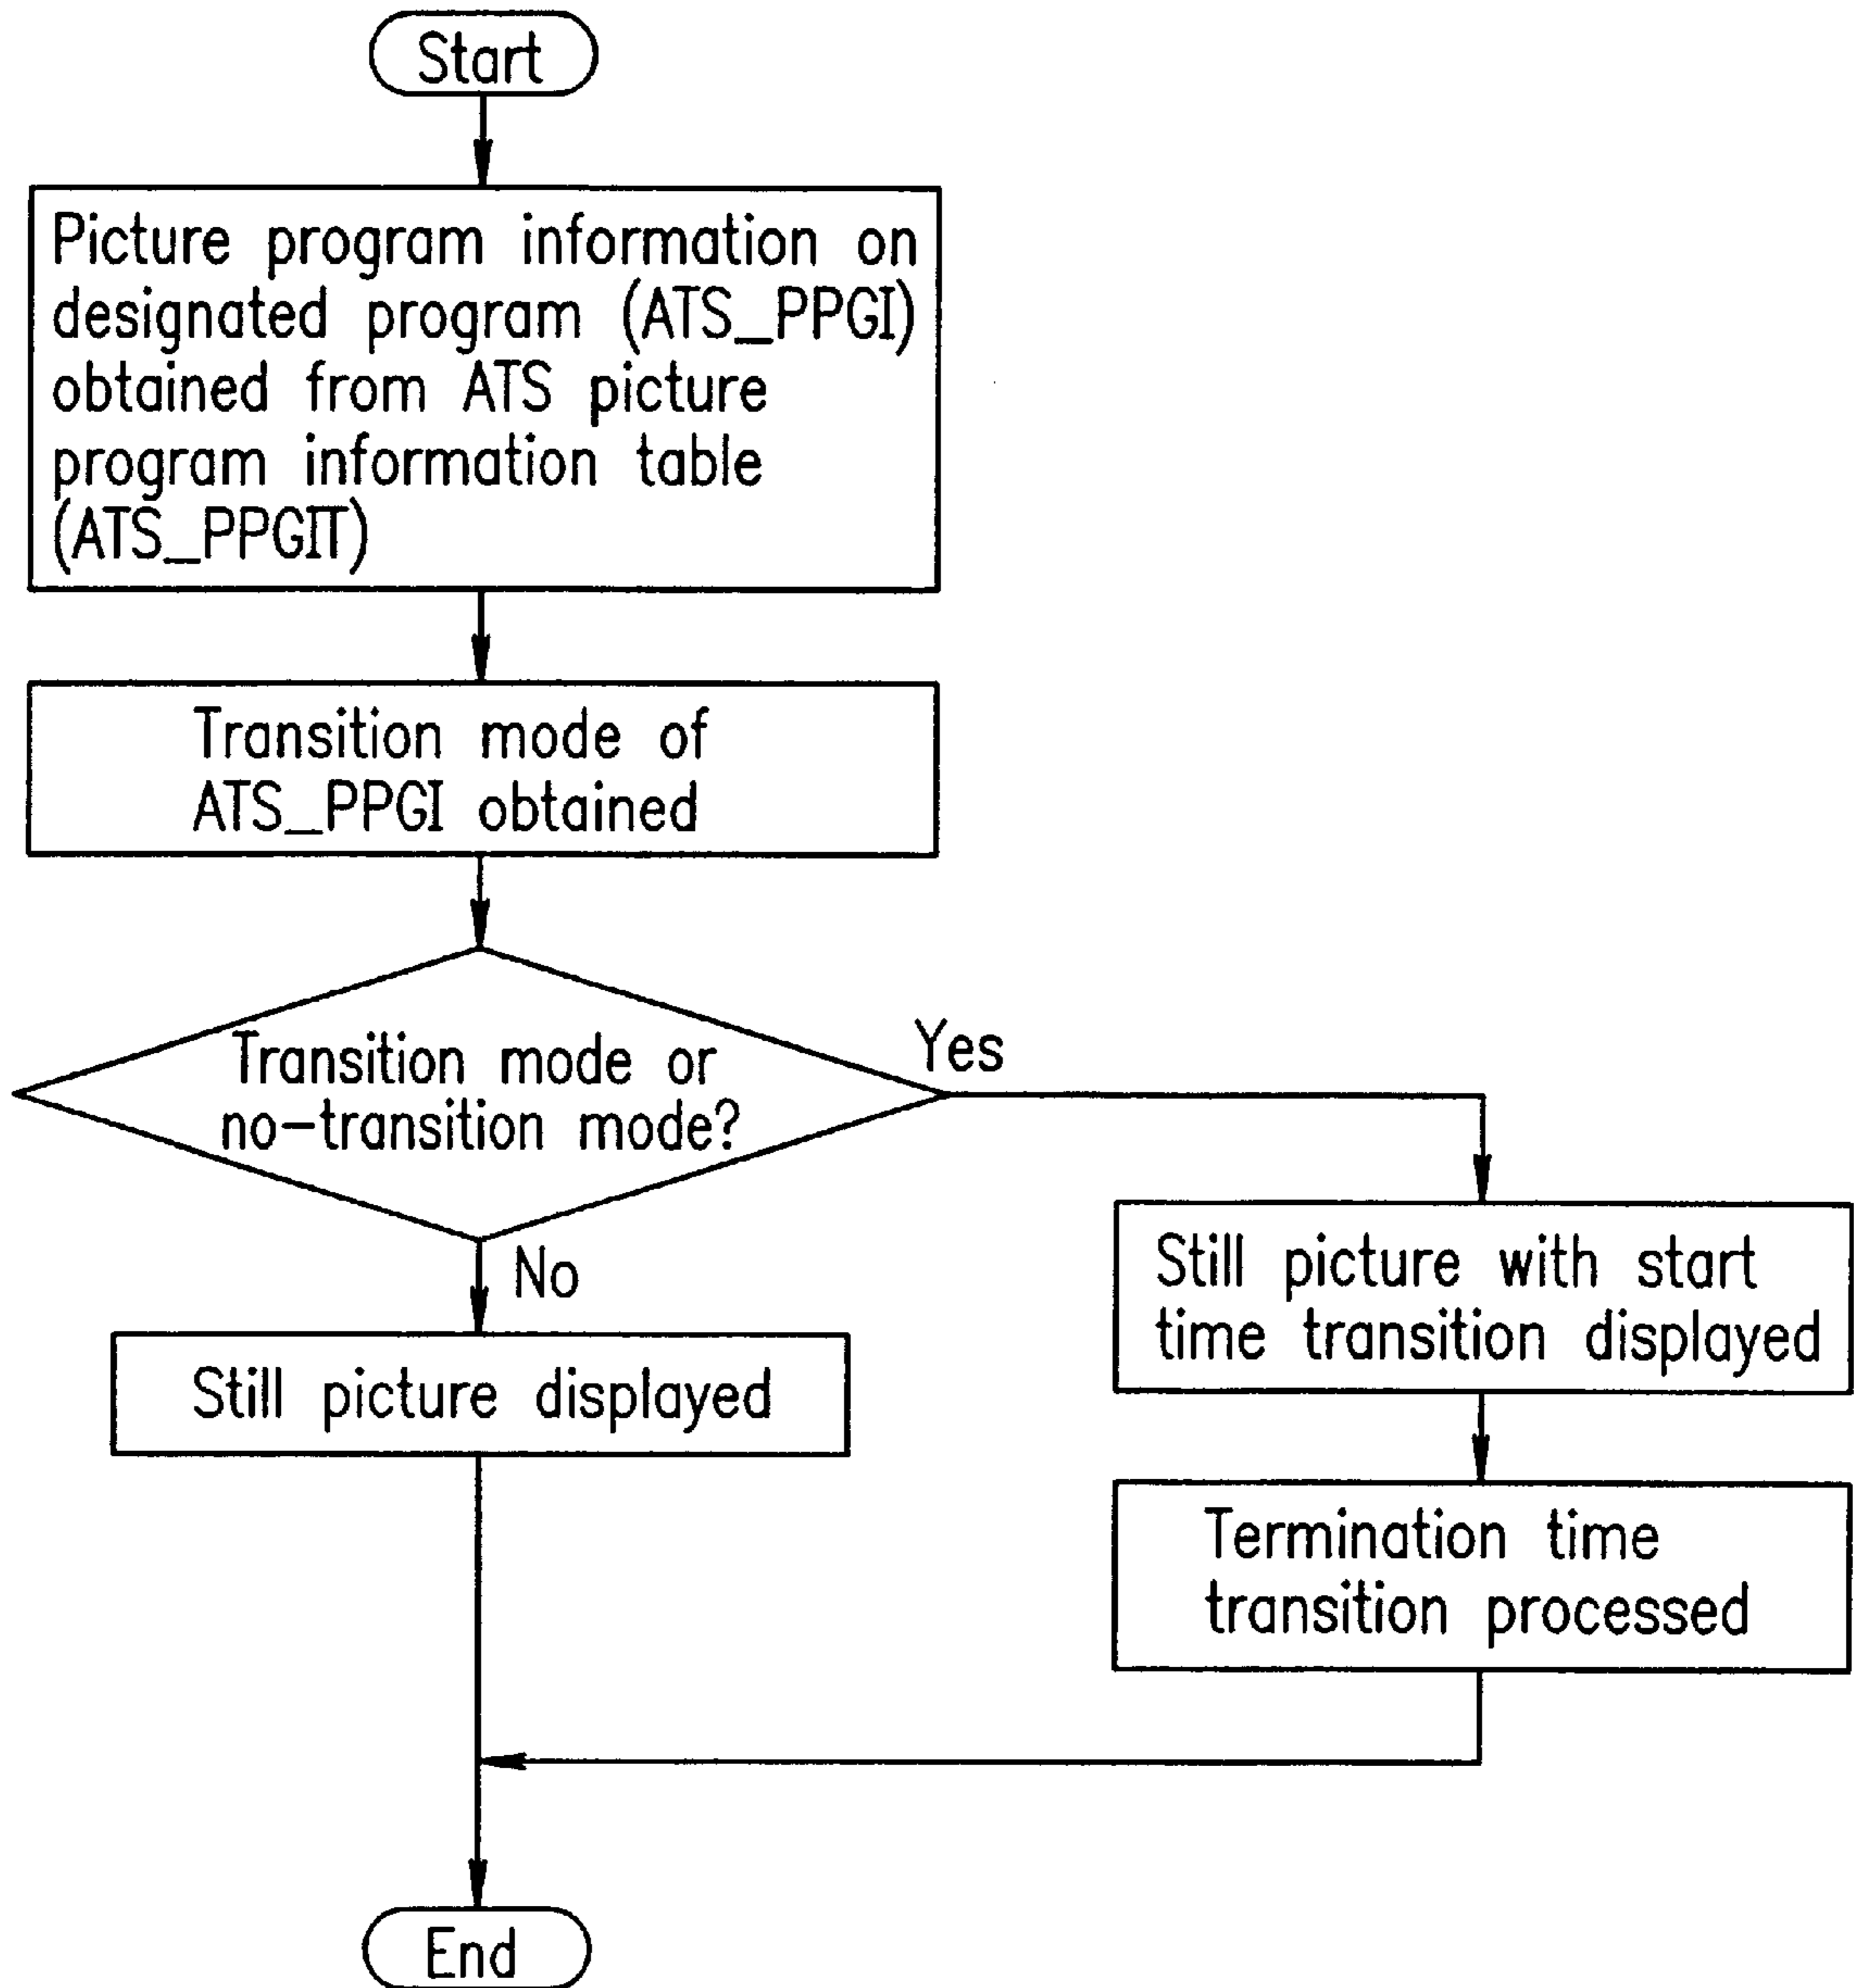 Start
Picture program information on
designated program (ATS_PPGI)
obtained from ATS picture
program information table
(ATS_PPGIT)
Transition mode of
ATS_PPGI obtained
Transition mode or
no-transition mode?
Yes
No
Still picture with start
time transition displayed
Still picture displayed
Termination time
transition processed
End